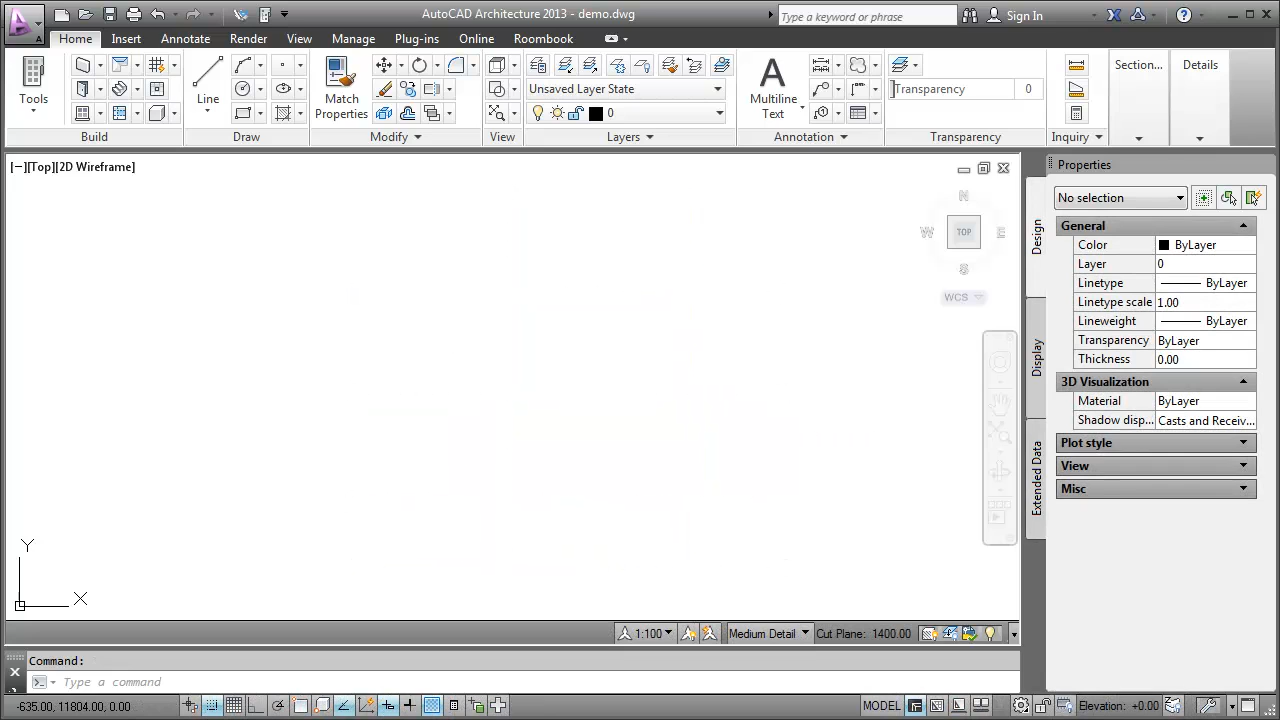 AutoCAD Architecture 2013 - demo.dwg
Type a keyword or phrase
Sign In
Home
Insert
Annotate
Render
View
Manage
Plug-ins
Online
Roombook
Tools
Line
Match
Properties
Unsaved Layer State
0
Multiline
Text
Transparency
0
Section...
Details
Build
Draw
Modify
View
Layers
Annotation
Transparency
Inquiry
[−][Top][2D Wireframe]
N
W
TOP
E
S
WCS
Y
X
Design
Display
Extended Data
Properties
No selection
General
Color ByLayer
Layer 0
Linetype ByLayer
Linetype scale 1.00
Lineweight ByLayer
Transparency ByLayer
Thickness 0.00
3D Visualization
Material ByLayer
Shadow disp... Casts and Receiv...
Plot style
View
Misc
1:100
Medium Detail
Cut Plane: 1400.00
Command:
Type a command
-635.00, 11804.00, 0.00
MODEL
Elevation: +0.00